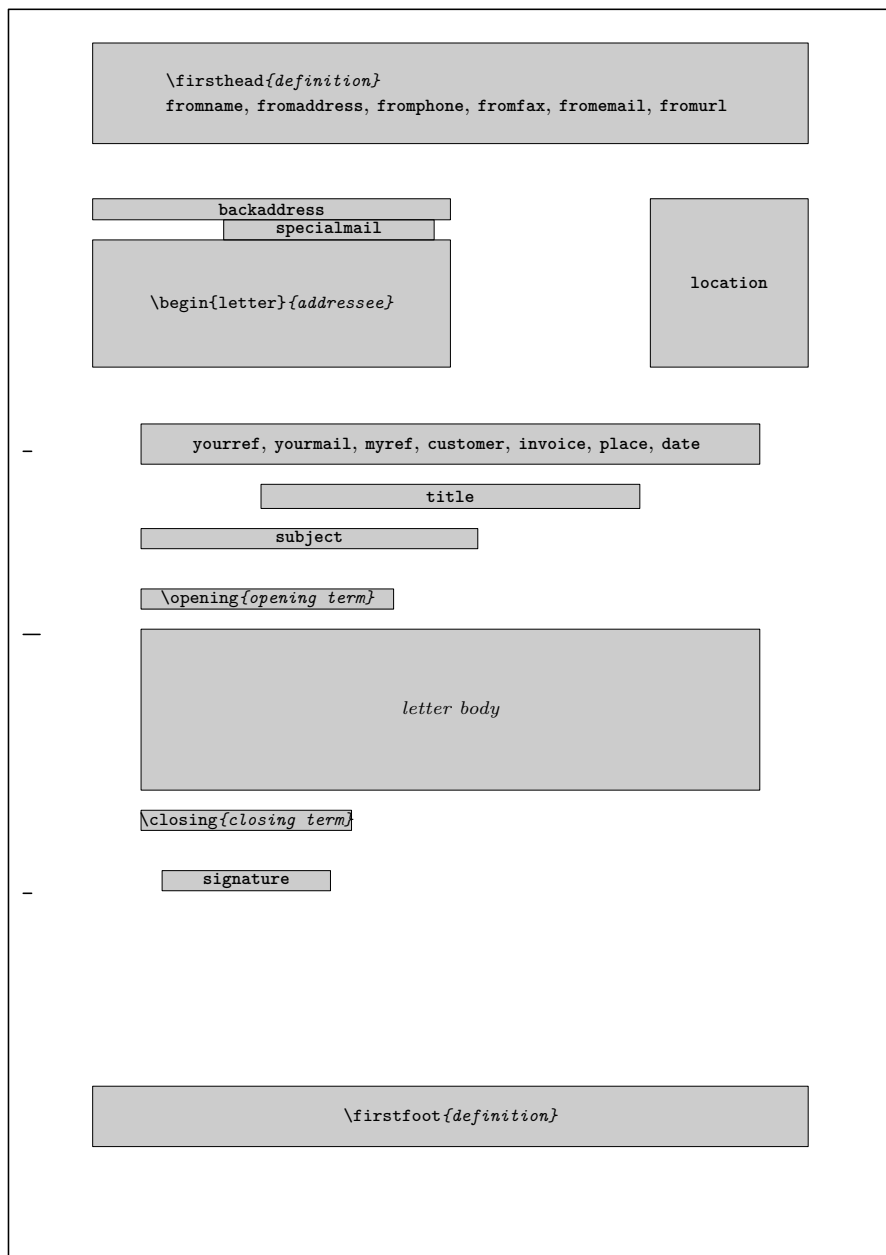 \firsthead{definition}
fromname, fromaddress, fromphone, fromfax, fromemail, fromurl
backaddress
specialmail
\begin{letter}{addressee}
location
yourref, yourmail, myref, customer, invoice, place, date
title
subject
\opening{opening term}
letter body
\closing{closing term}
signature
\firstfoot{definition}